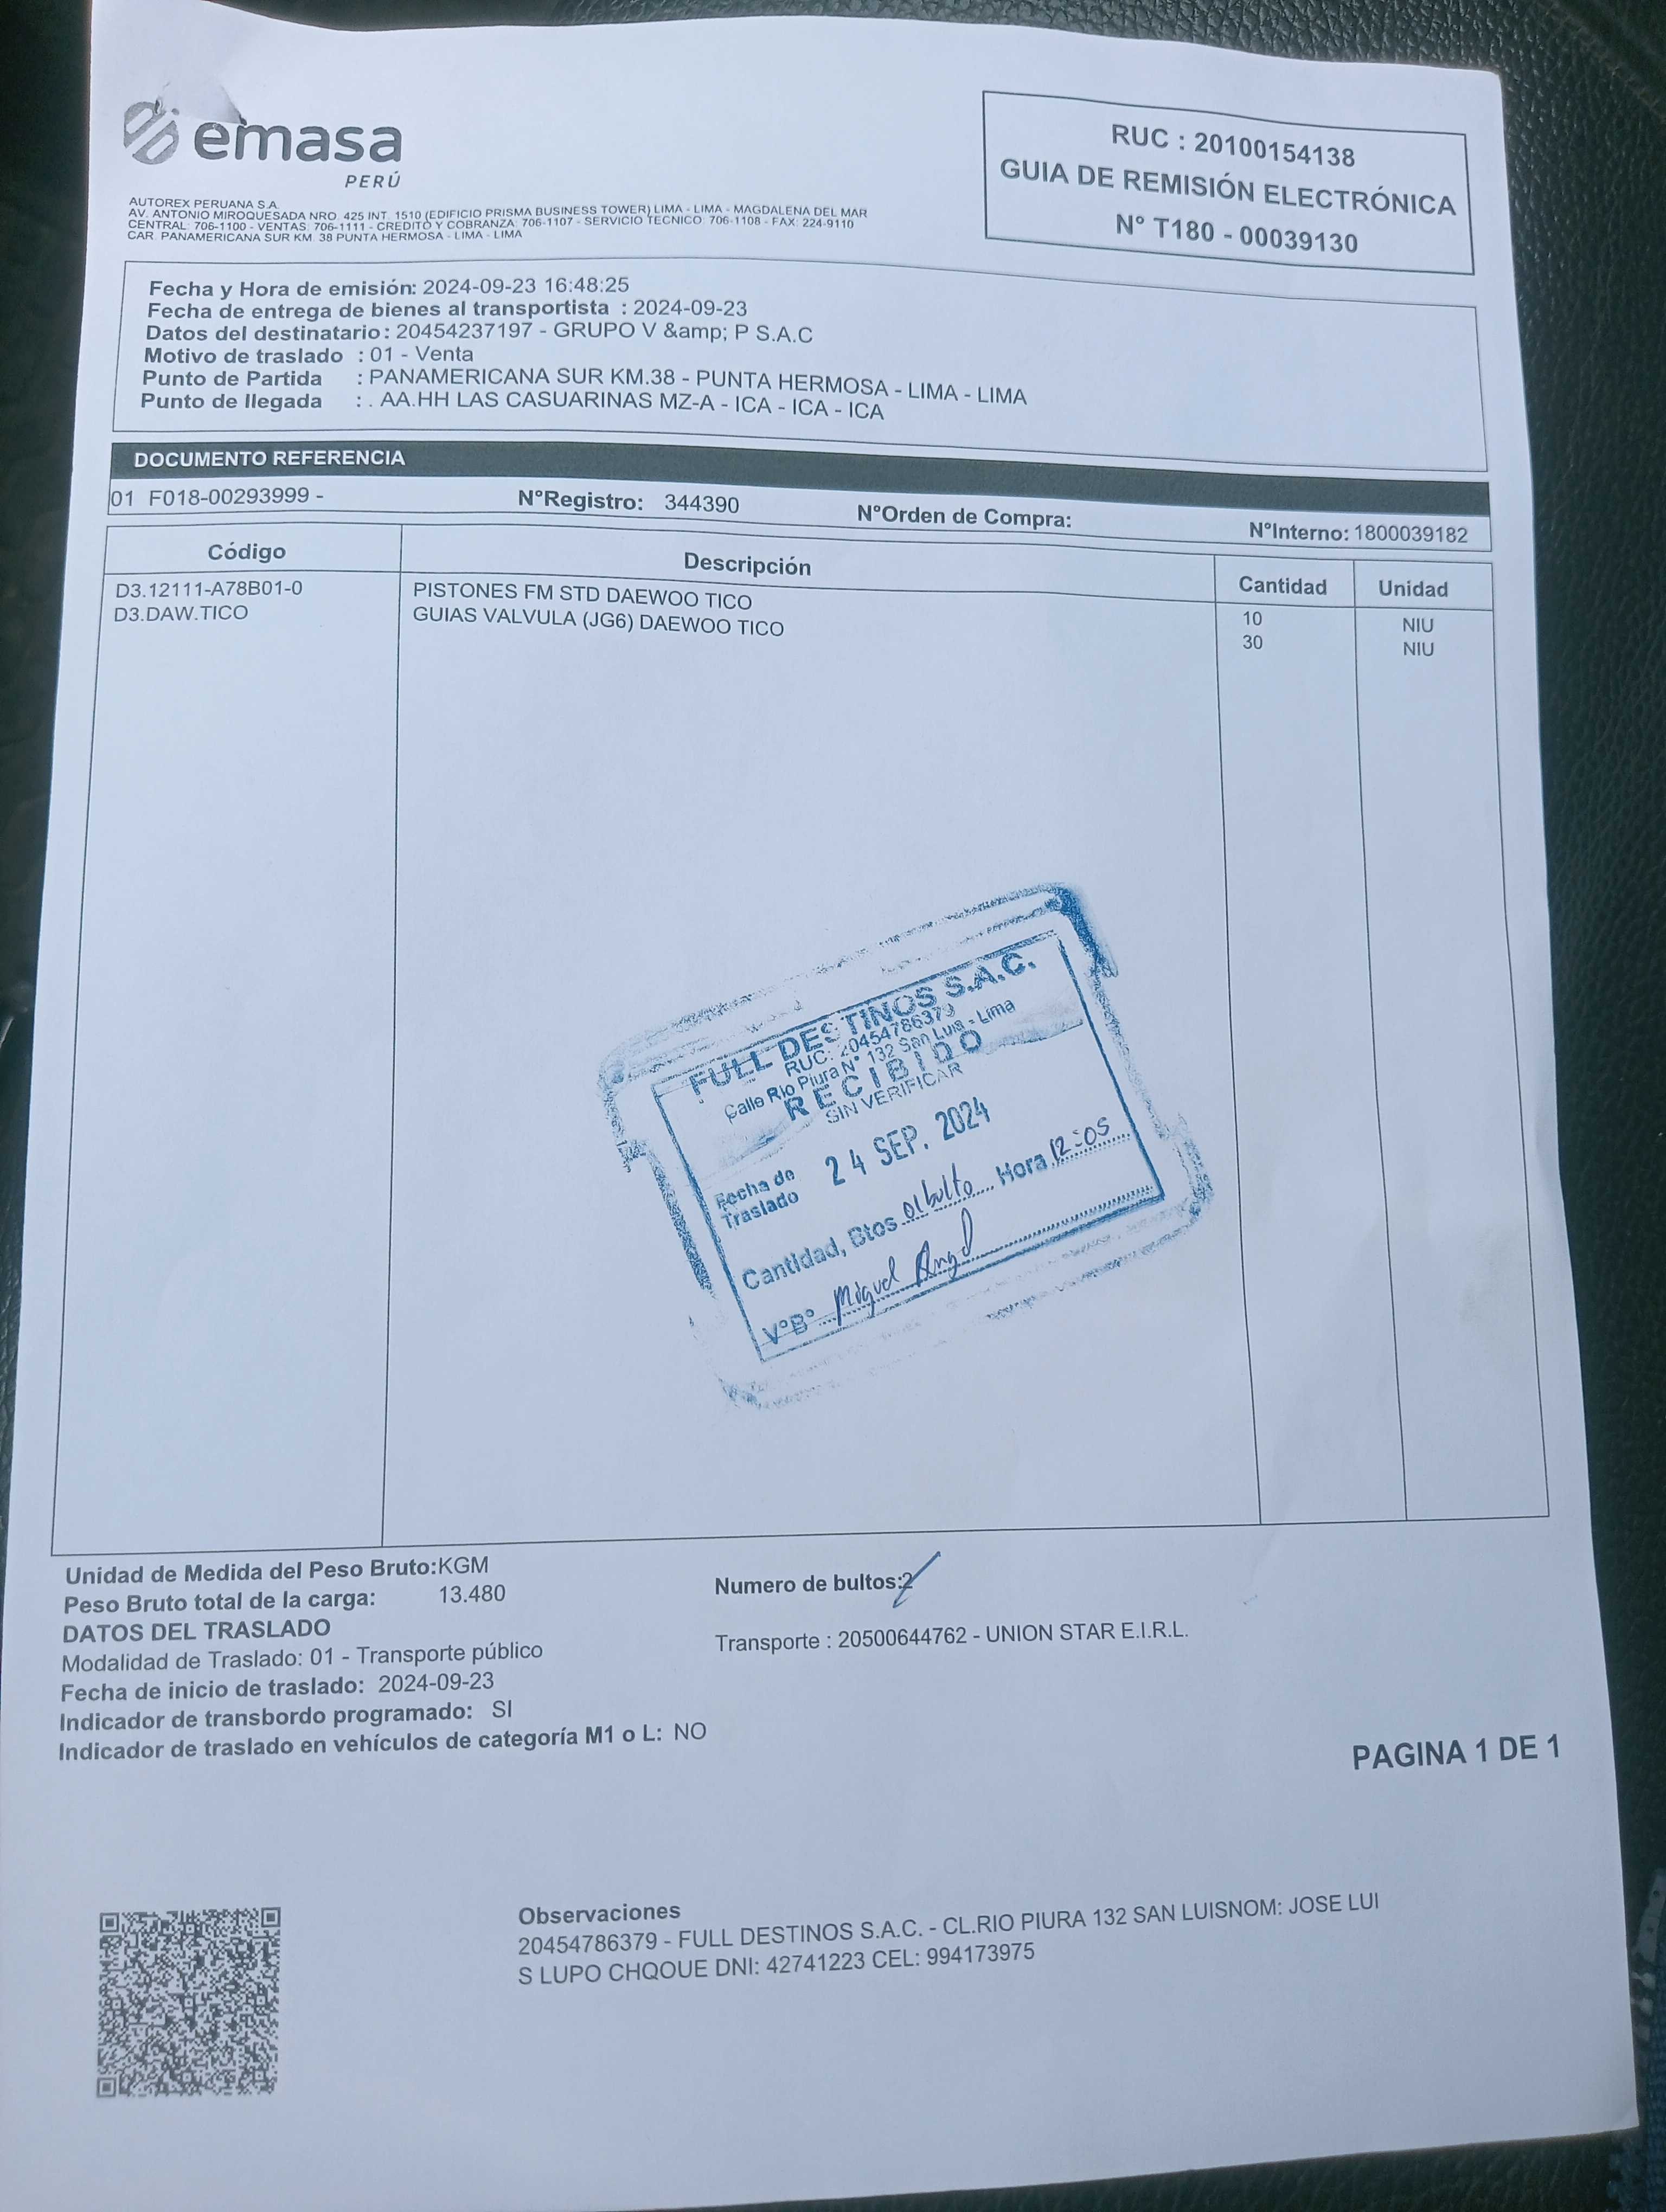 emasa
PERÚ
AUTOREX PERUANA S.A.
AV. ANTONIO MIROQUESADA NRO. 425 INT. 1510 (EDIFICIO PRISMA BUSINESS TOWER) LIMA - LIMA - MAGDALENA DEL MAR
CENTRAL: 706-1100 - VENTAS: 706-1111 - CREDITO Y COBRANZA: 706-1107 - SERVICIO TECNICO: 706-1108 - FAX: 224-9110
CAR. PANAMERICANA SUR KM. 38 PUNTA HERMOSA - LIMA - LIMA
RUC : 20100154138
GUIA DE REMISIÓN ELECTRÓNICA
N° T180 - 00039130
Fecha y Hora de emisión: 2024-09-23 16:48:25
Fecha de entrega de bienes al transportista : 2024-09-23
Datos del destinatario: 20454237197 - GRUPO V &amp; P S.A.C
Motivo de traslado : 01 - Venta
Punto de Partida : PANAMERICANA SUR KM.38 - PUNTA HERMOSA - LIMA - LIMA
Punto de llegada : . AA.HH LAS CASUARINAS MZ-A - ICA - ICA - ICA
DOCUMENTO REFERENCIA
01 F018-00293999 - N°Registro: 344390 N°Orden de Compra: N°Interno: 1800039182
Código Descripción Cantidad Unidad
D3.12111-A78B01-0 PISTONES FM STD DAEWOO TICO 10 NIU
D3.DAW.TICO GUIAS VALVULA (JG6) DAEWOO TICO 30 NIU
FULL DESTINOS S.A.C.
RUC: 20454786379
Calle Rio Piura N° 132 San Luis - Lima
RECIBIDO
SIN VERIFICAR
Fecha de Traslado 24 SEP. 2024
Cantidad, Btos 01 bulto Hora 12:05
V°B° Miguel Angel
Unidad de Medida del Peso Bruto:KGM
Peso Bruto total de la carga: 13.480
Numero de bultos:2
DATOS DEL TRASLADO
Modalidad de Traslado: 01 - Transporte público
Transporte : 20500644762 - UNION STAR E.I.R.L.
Fecha de inicio de traslado: 2024-09-23
Indicador de transbordo programado: SI
Indicador de traslado en vehículos de categoría M1 o L: NO
PAGINA 1 DE 1
Observaciones
20454786379 - FULL DESTINOS S.A.C. - CL.RIO PIURA 132 SAN LUISNOM: JOSE LUI
S LUPO CHQOUE DNI: 42741223 CEL: 994173975